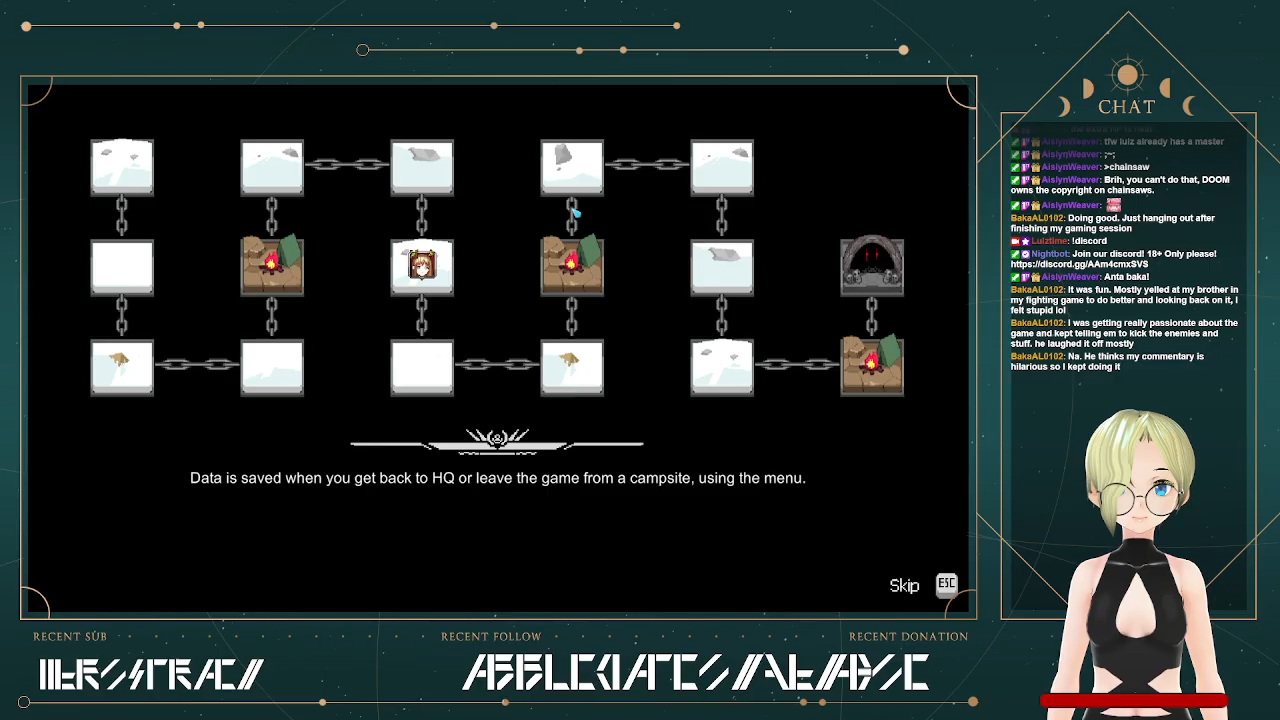 CHAT
AislynWeaver: tfw luiz already has a master
AislynWeaver: ;-;
AislynWeaver: >chainsaw
AislynWeaver: Brih, you can't do that, DOOM
owns the copyright on chainsaws.
AislynWeaver:
BakaAL0102: Doing good. Just hanging out after
finishing my gaming session
Luiztime: !discord
Nightbot: Join our discord! 18+ Only please!
https://discord.gg/AAm4cmx3VS
AislynWeaver: Anta baka!
BakaAL0102: It was fun. Mostly yelled at my brother in
my fighting game to do better and looking back on it, I
felt stupid lol
BakaAL0102: I was getting really passionate about the
game and kept telling em to kick the enemies and
stuff. he laughed it off mostly
BakaAL0102: Na. He thinks my commentary is
hilarious so I kept doing it
Data is saved when you get back to HQ or leave the game from a campsite, using the menu.
Skip ESC
RECENT SUB
RECENT FOLLOW
RECENT DONATION